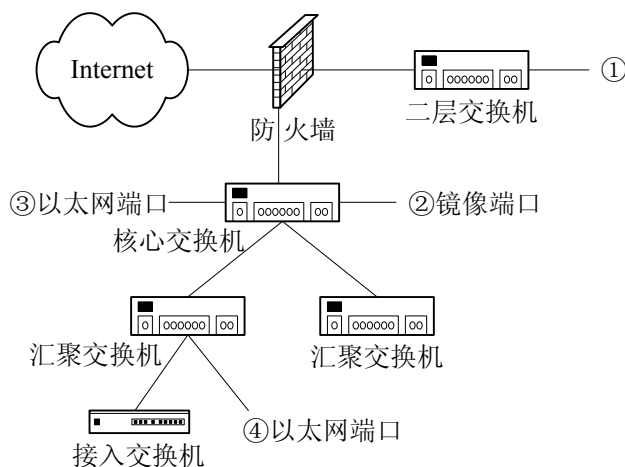 Internet
①
二层交换机
防火墙
③以太网端口
②镜像端口
核心交换机
汇聚交换机
汇聚交换机
④以太网端口
接入交换机